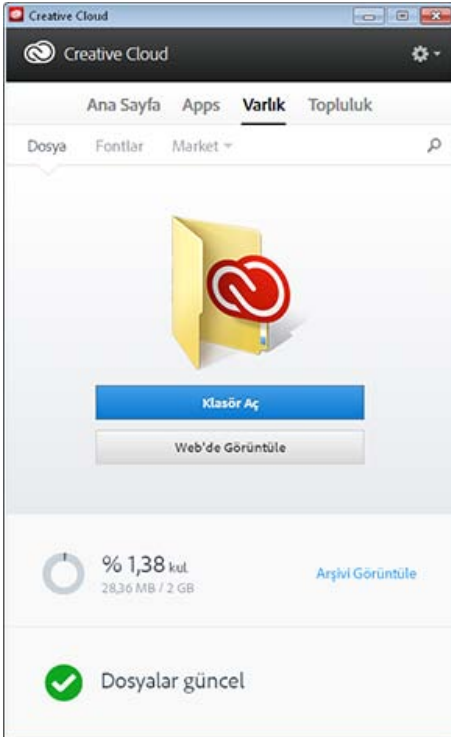 Creative Cloud
Creative Cloud
Ana Sayfa Apps Varlık Topluluk
Dosya Fontlar Market
Klasör Aç
Web'de Görüntüle
% 1,38 kul.
28,36 MB / 2 GB
Arşivi Görüntüle
Dosyalar güncel